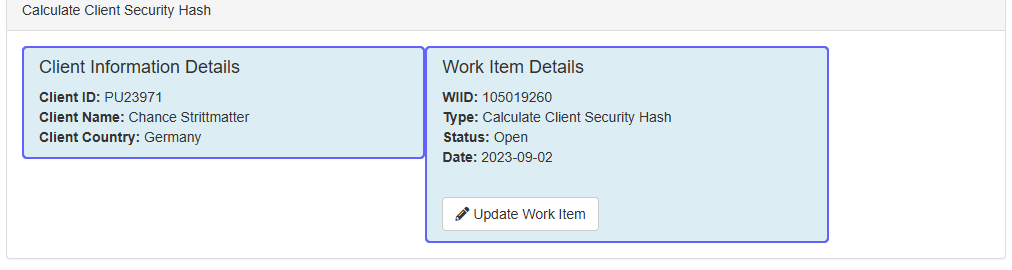 Calculate Client Security Hash
Client Information Details
Client ID: PU23971
Client Name: Chance Strittmatter
Client Country: Germany
Work Item Details
WIID: 105019260
Type: Calculate Client Security Hash
Status: Open
Date: 2023-09-02
Update Work Item